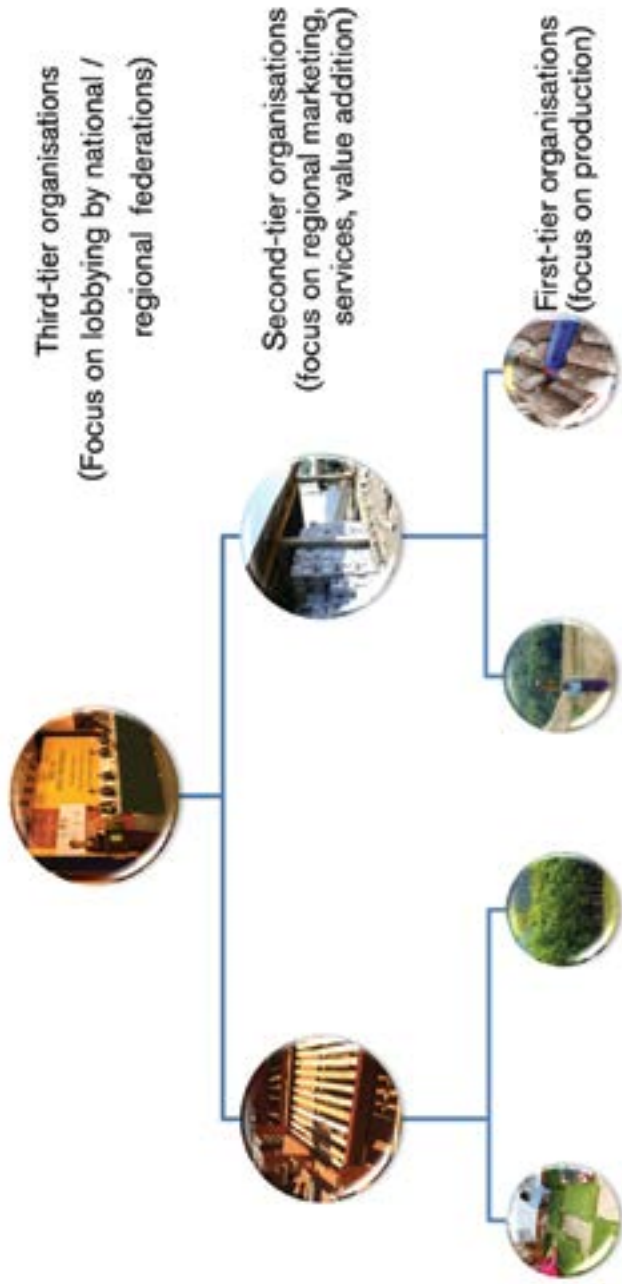 Third-tier organisations
(Focus on lobbying by national /
regional federations)
Second-tier organisations
(focus on regional marketing,
services, value addition)
First-tier organisations
(focus on production)